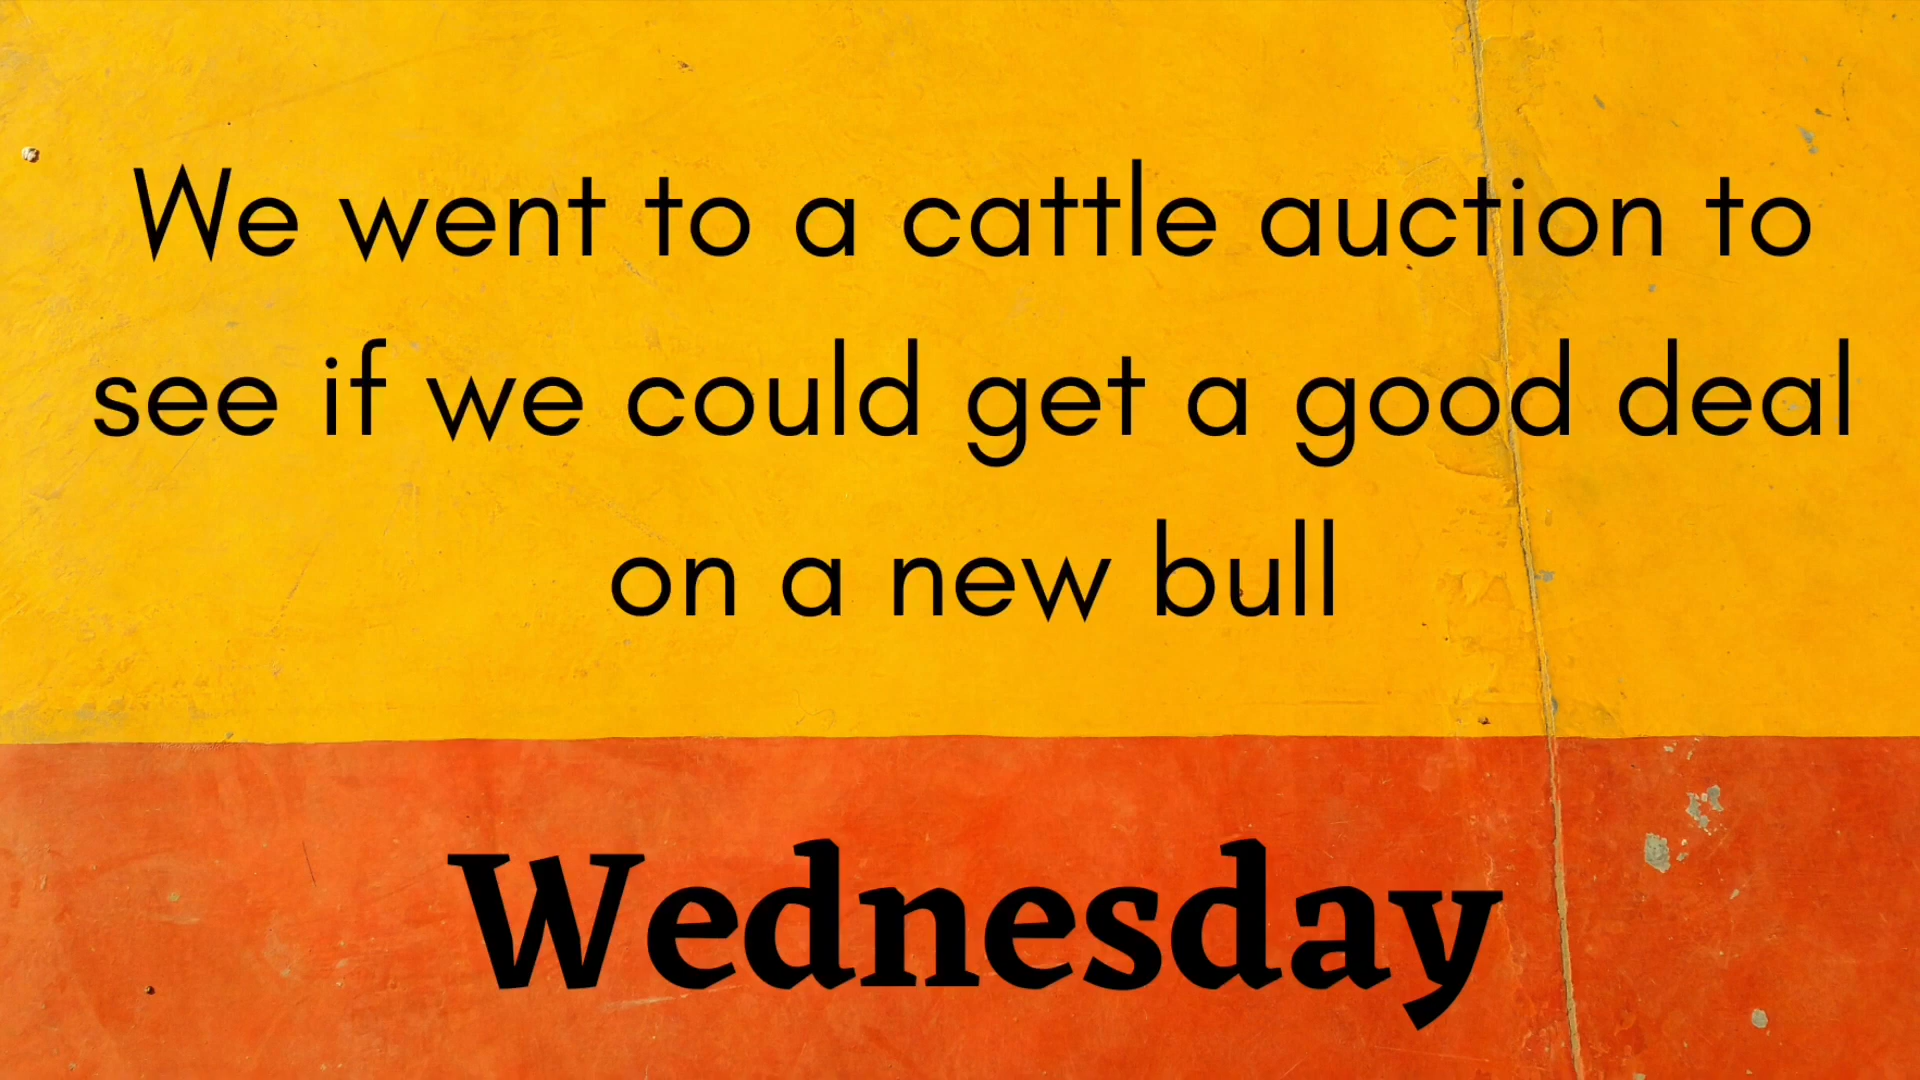 We went to a cattle auction to
see if we could get a good deal
on a new bull
Wednesday